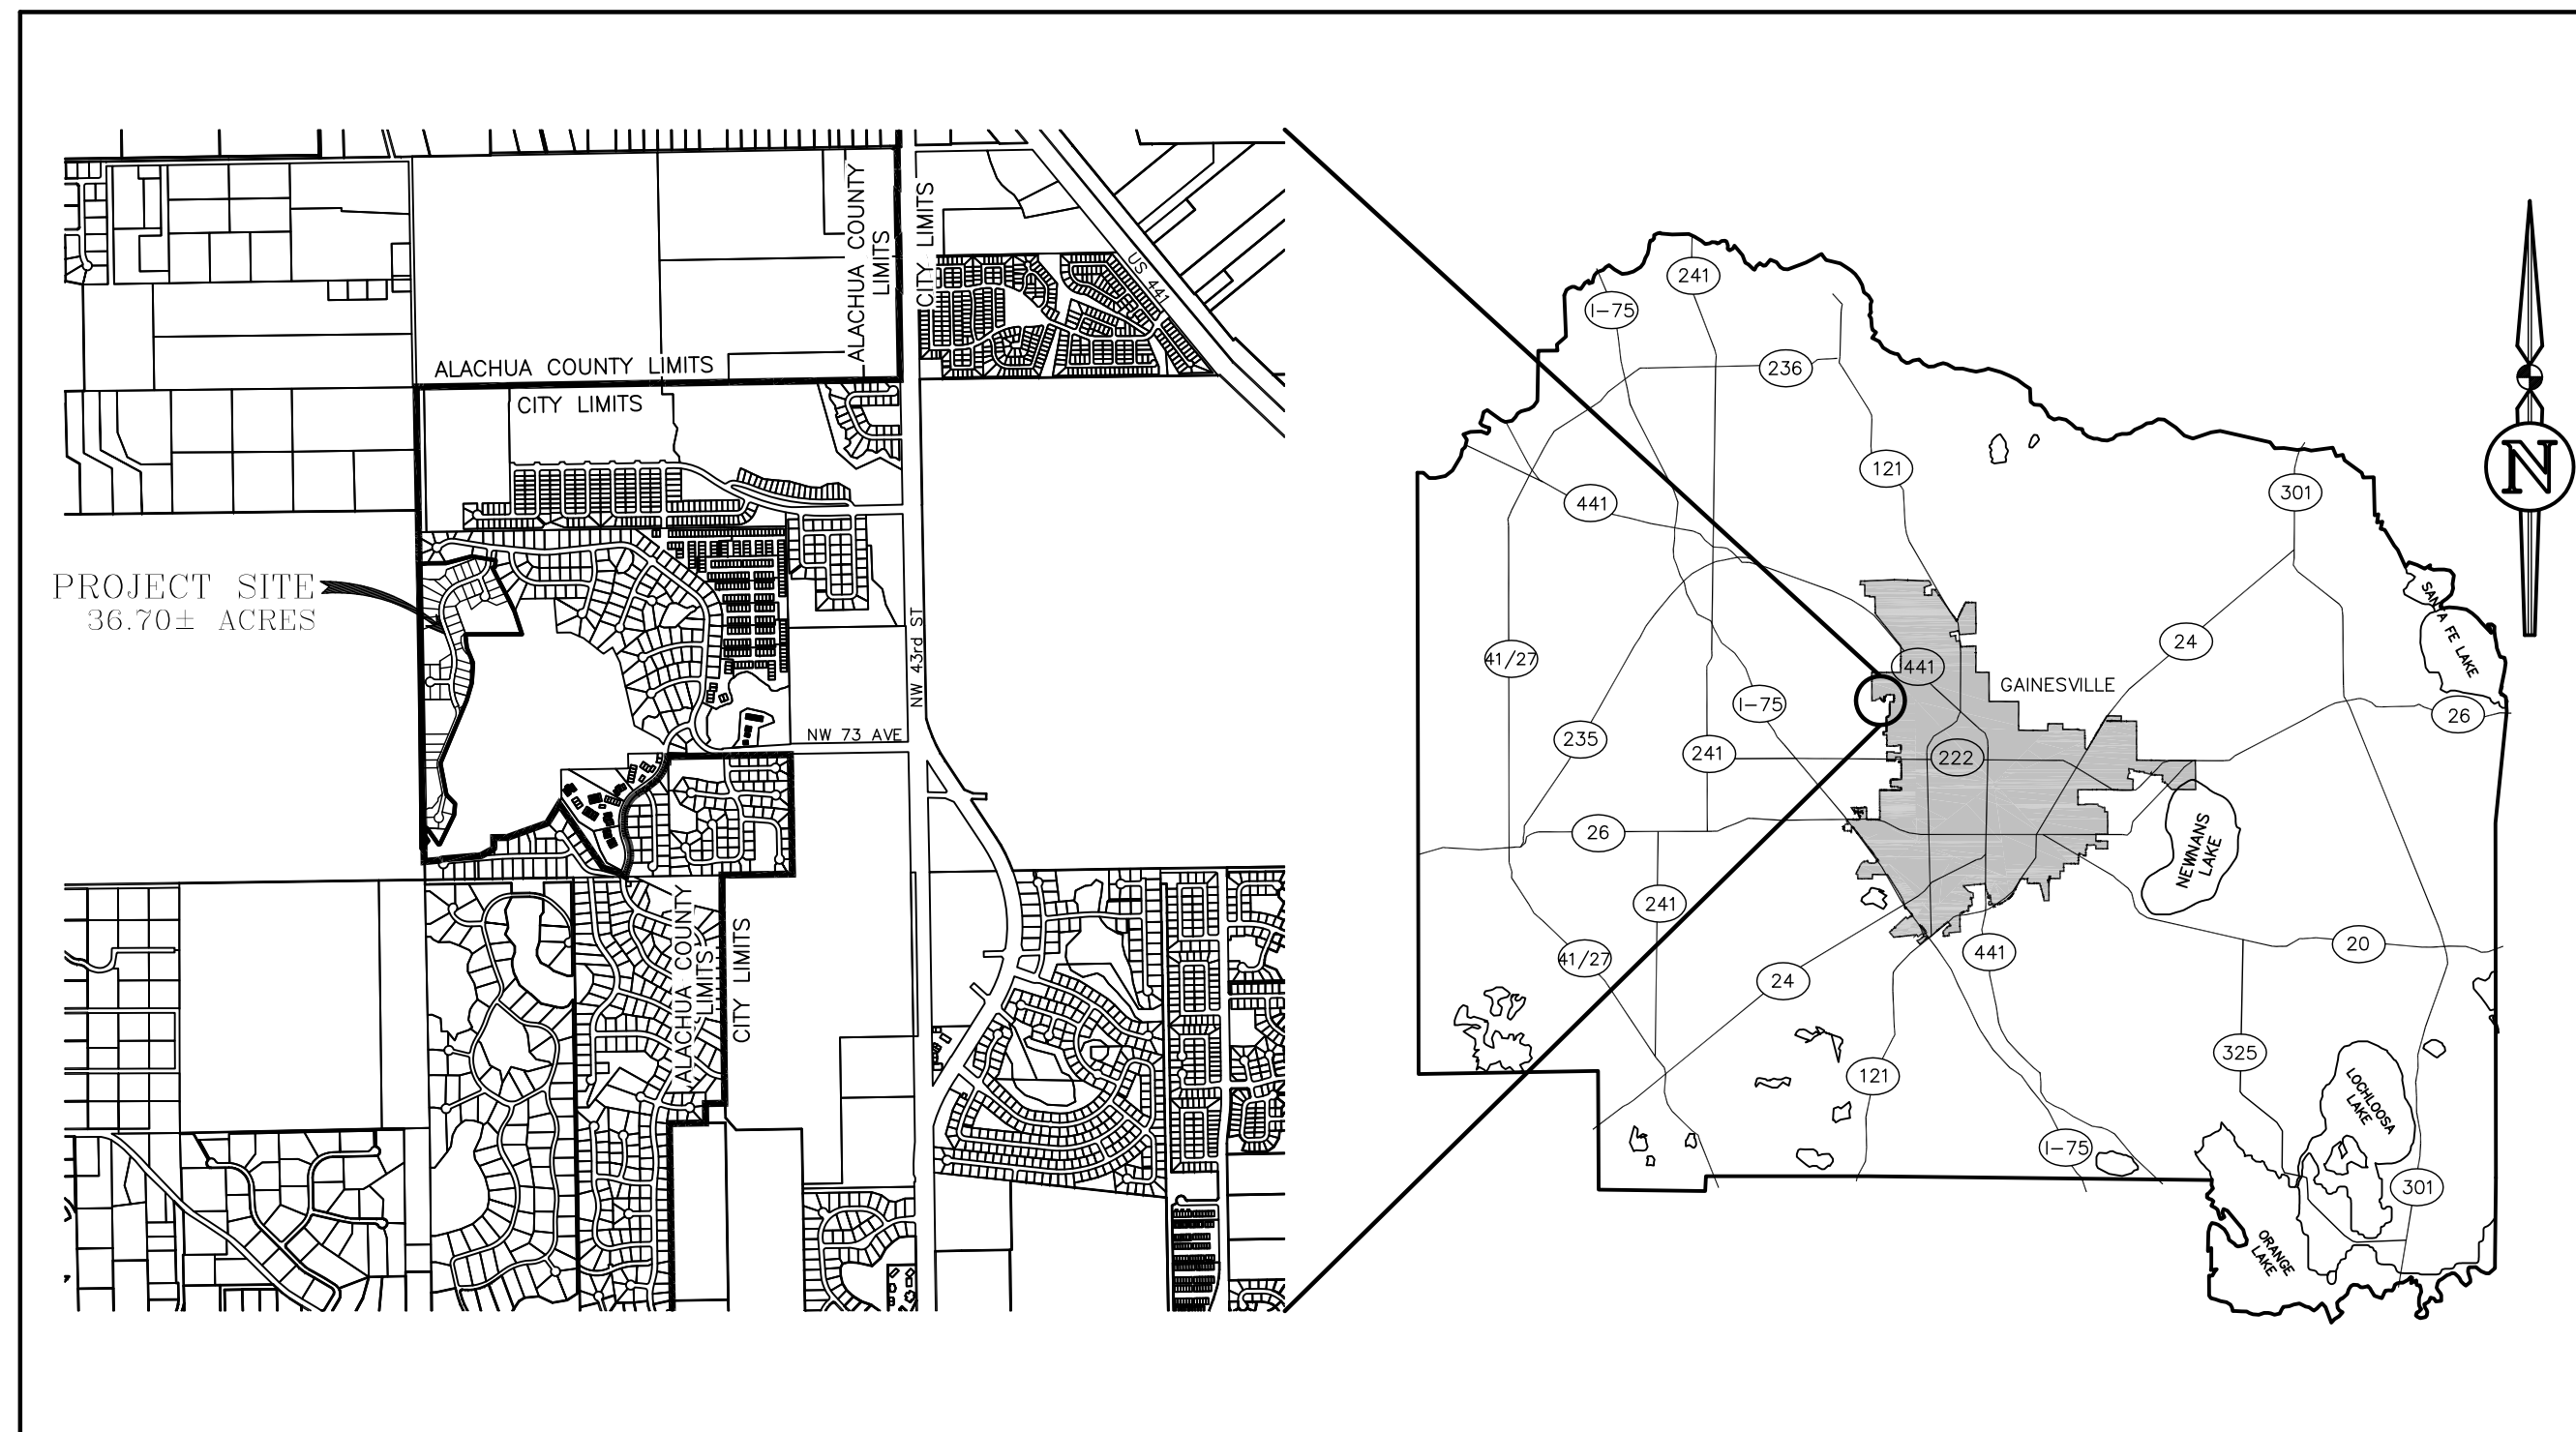 ALACHUA COUNTY
LIMITS
CITY LIMITS
US 441
ALACHUA COUNTY LIMITS
CITY LIMITS
PROJECT SITE
36.70± ACRES
NW 43rd ST
NW 73 AVE
ALACHUA COUNTY
LIMITS
CITY LIMITS
241
I-75
236
121
441
301
N
SANTA FE LAKE
24
41/27
441
GAINESVILLE
I-75
26
235
241
222
26
NEWNANS
LAKE
241
41/27
24
441
20
325
121
LOCHLOOSA
LAKE
I-75
301
ORANGE
LAKE